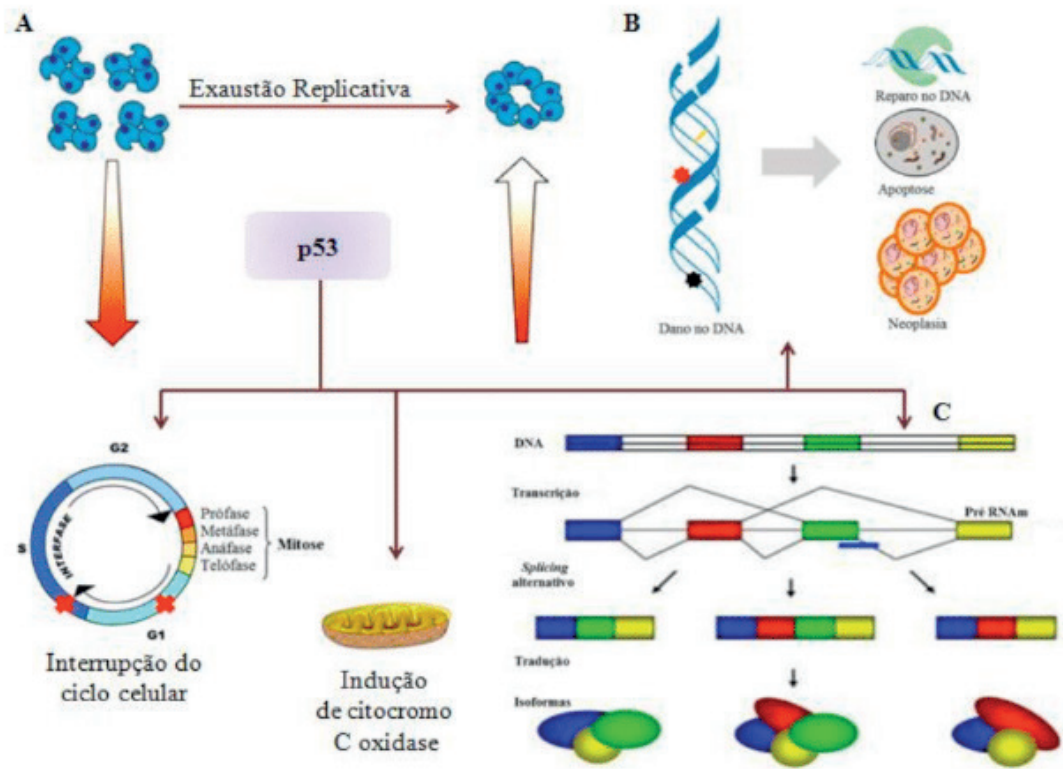 A
Exaustão Replicativa
p53
B
Dano no DNA
Reparo no DNA
Apoptose
Neoplasia
G2
S
INTERFASE
G1
Prófase
Metáfase
Anáfase
Telófase
Mitose
Interrupção do
ciclo celular
Indução
de citocromo
C oxidase
C
DNA
Transcrição
Pré RNAm
Splicing
alternativo
Tradução
Isoformas